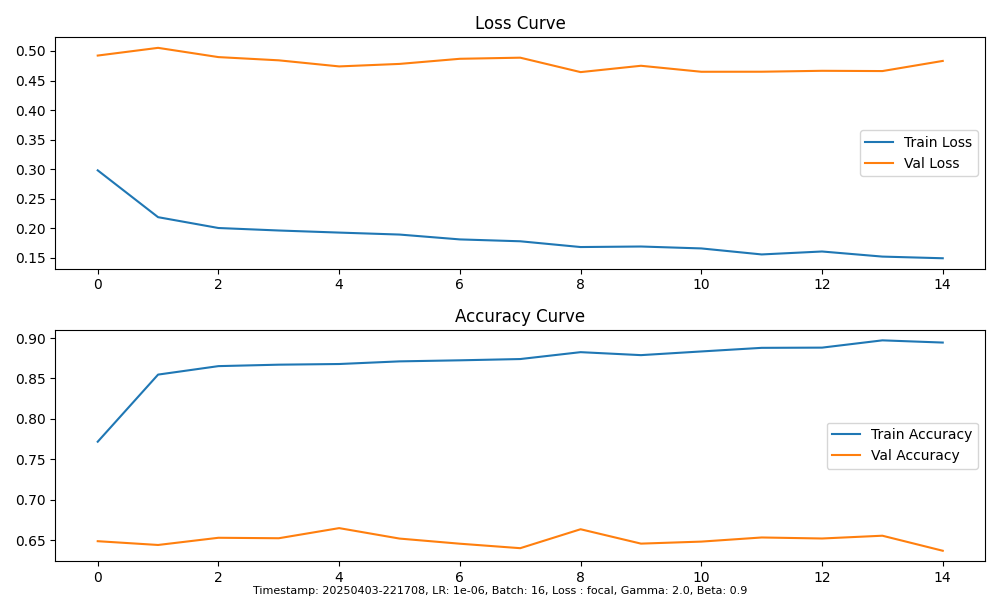 Loss Curve
0.50
0.45
0.40
0.35
0.30
0.25
0.20
0.15
Train Loss
Val Loss
0 2 4 6 8 10 12 14
Accuracy Curve
0.90
0.85
0.80
0.75
0.70
0.65
Train Accuracy
Val Accuracy
0 2 4 6 8 10 12 14
Timestamp: 20250403-221708, LR: 1e-06, Batch: 16, Loss : focal, Gamma: 2.0, Beta: 0.9